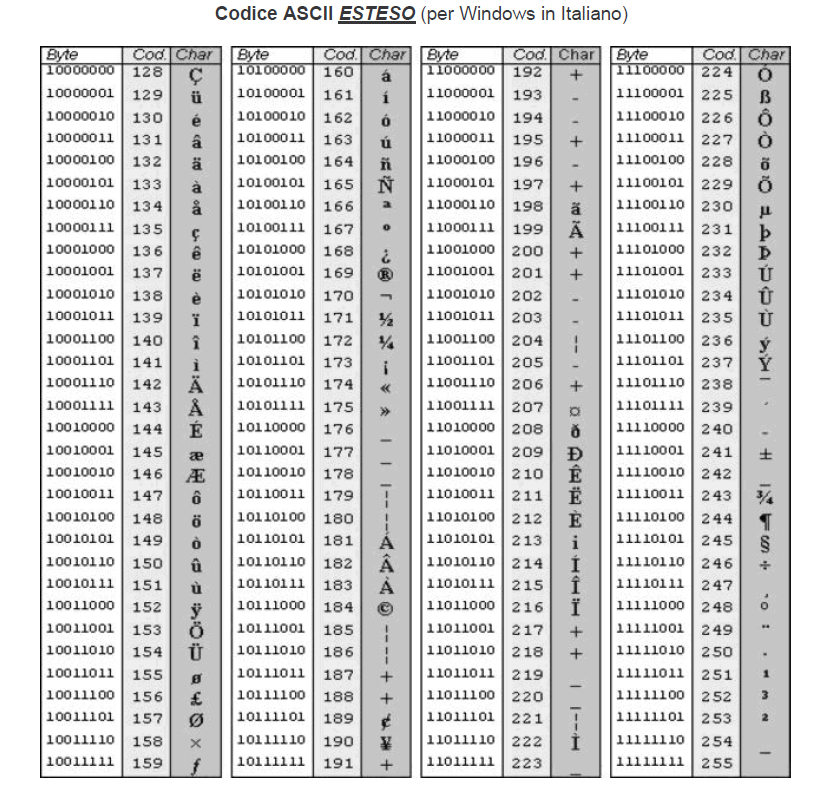 Codice ASCII ESTESO (per Windows in Italiano)
Byte Cod. Char Byte Cod. Char Byte Cod. Char Byte Cod. Char
10000000 128 Ç 10100000 160 á 11000000 192 + 11100000 224 Ó
10000001 129 ü 10100001 161 í 11000001 193 - 11100001 225 ß
10000010 130 é 10100010 162 ó 11000010 194 - 11100010 226 Ô
10000011 131 â 10100011 163 ú 11000011 195 + 11100011 227 Ò
10000100 132 ä 10100100 164 ñ 11000100 196 - 11100100 228 õ
10000101 133 à 10100101 165 Ñ 11000101 197 + 11100101 229 Õ
10000110 134 å 10100110 166 ª 11000110 198 ã 11100110 230 µ
10000111 135 ç 10100111 167 º 11000111 199 Ã 11100111 231 þ
10001000 136 ê 10101000 168 ¿ 11001000 200 + 11101000 232 Þ
10001001 137 ë 10101001 169 ® 11001001 201 + 11101001 233 Ú
10001010 138 è 10101010 170 ¬ 11001010 202 - 11101010 234 Û
10001011 139 ï 10101011 171 ½ 11001011 203 - 11101011 235 Ù
10001100 140 î 10101100 172 ¼ 11001100 204 ¦ 11101100 236 ý
10001101 141 ì 10101101 173 ¡ 11001101 205 - 11101101 237 Ý
10001110 142 Ä 10101110 174 « 11001110 206 + 11101110 238 ¯
10001111 143 Å 10101111 175 » 11001111 207 ¤ 11101111 239 ´
10010000 144 É 10110000 176 _ 11010000 208 ð 11110000 240 -
10010001 145 æ 10110001 177 _ 11010001 209 Ð 11110001 241 ±
10010010 146 Æ 10110010 178 _ 11010010 210 Ê 11110010 242 _
10010011 147 ô 10110011 179 ¦ 11010011 211 Ë 11110011 243 ¾
10010100 148 ö 10110100 180 ¦ 11010100 212 È 11110100 244 ¶
10010101 149 ò 10110101 181 Á 11010101 213 i 11110101 245 §
10010110 150 û 10110110 182 Â 11010110 214 Í 11110110 246 ÷
10010111 151 ù 10110111 183 À 11010111 215 Î 11110111 247 ¸
10011000 152 ÿ 10111000 184 © 11011000 216 Ï 11111000 248 °
10011001 153 Ö 10111001 185 ¦ 11011001 217 + 11111001 249 ¨
10011010 154 Ü 10111010 186 ¦ 11011010 218 + 11111010 250 ·
10011011 155 ø 10111011 187 + 11011011 219 _ 11111011 251 ¹
10011100 156 £ 10111100 188 + 11011100 220 _ 11111100 252 ³
10011101 157 Ø 10111101 189 ¢ 11011101 221 ¦ 11111101 253 ²
10011110 158 × 10111110 190 ¥ 11011110 222 Ì 11111110 254 _
10011111 159 ƒ 10111111 191 + 11011111 223 _ 11111111 255